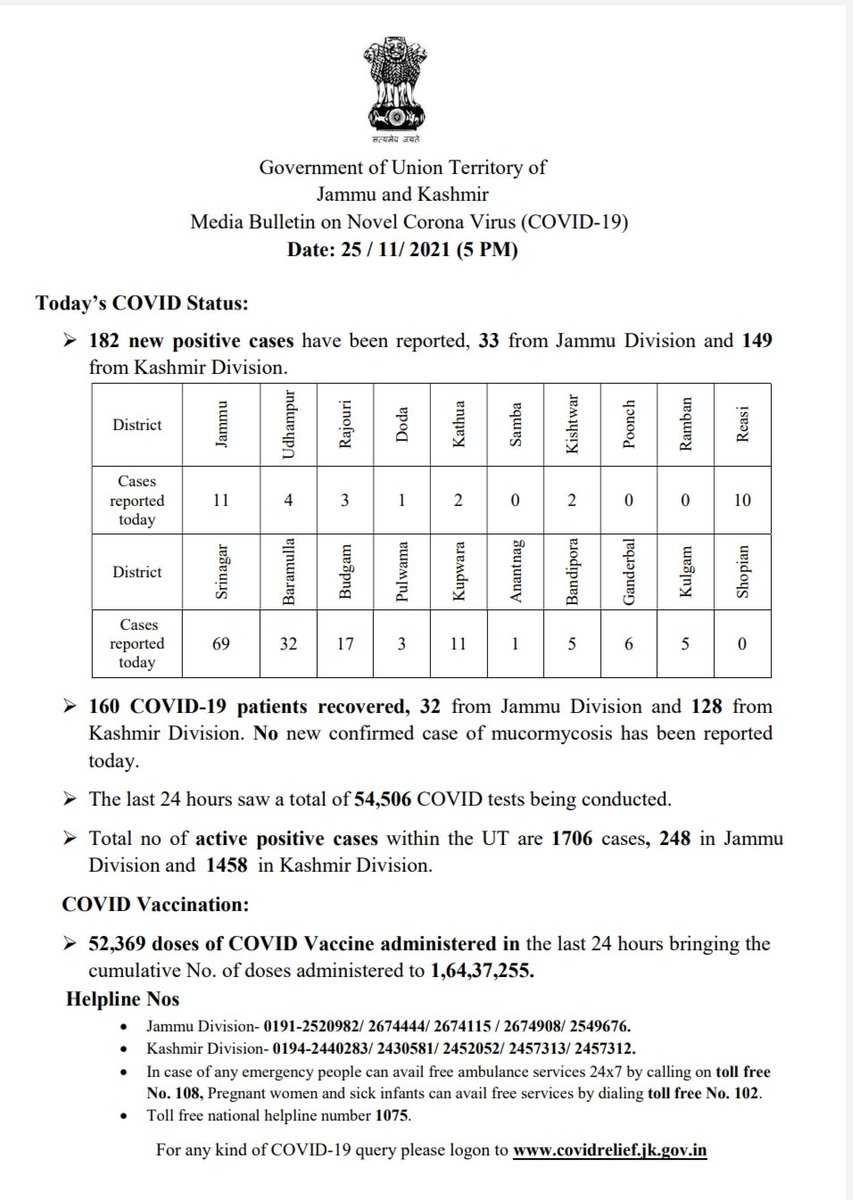 सत्यमेव जयते
Government of Union Territory of
Jammu and Kashmir
Media Bulletin on Novel Corona Virus (COVID-19)
Date: 25 / 11/ 2021 (5 PM)
Today's COVID Status:
➢ 182 new positive cases have been reported, 33 from Jammu Division and 149
from Kashmir Division.
District Jammu Udhampur Rajouri Doda Kathua Samba Kishtwar Poonch Ramban Reasi
Cases
reported 11 4 3 1 2 0 2 0 0 10
today
District Srinagar Baramulla Budgam Pulwama Kupwara Anantnag Bandipora Ganderbal Kulgam Shopian
Cases
reported 69 32 17 3 11 1 5 6 5 0
today
➢ 160 COVID-19 patients recovered, 32 from Jammu Division and 128 from
Kashmir Division. No new confirmed case of mucormycosis has been reported
today.
➢ The last 24 hours saw a total of 54,506 COVID tests being conducted.
➢ Total no of active positive cases within the UT are 1706 cases, 248 in Jammu
Division and 1458 in Kashmir Division.
COVID Vaccination:
➢ 52,369 doses of COVID Vaccine administered in the last 24 hours bringing the
cumulative No. of doses administered to 1,64,37,255.
Helpline Nos
• Jammu Division- 0191-2520982/ 2674444/ 2674115 / 2674908/ 2549676.
• Kashmir Division- 0194-2440283/ 2430581/ 2452052/ 2457313/ 2457312.
• In case of any emergency people can avail free ambulance services 24x7 by calling on toll free
No. 108, Pregnant women and sick infants can avail free services by dialing toll free No. 102.
• Toll free national helpline number 1075.
For any kind of COVID-19 query please logon to www.covidrelief.jk.gov.in